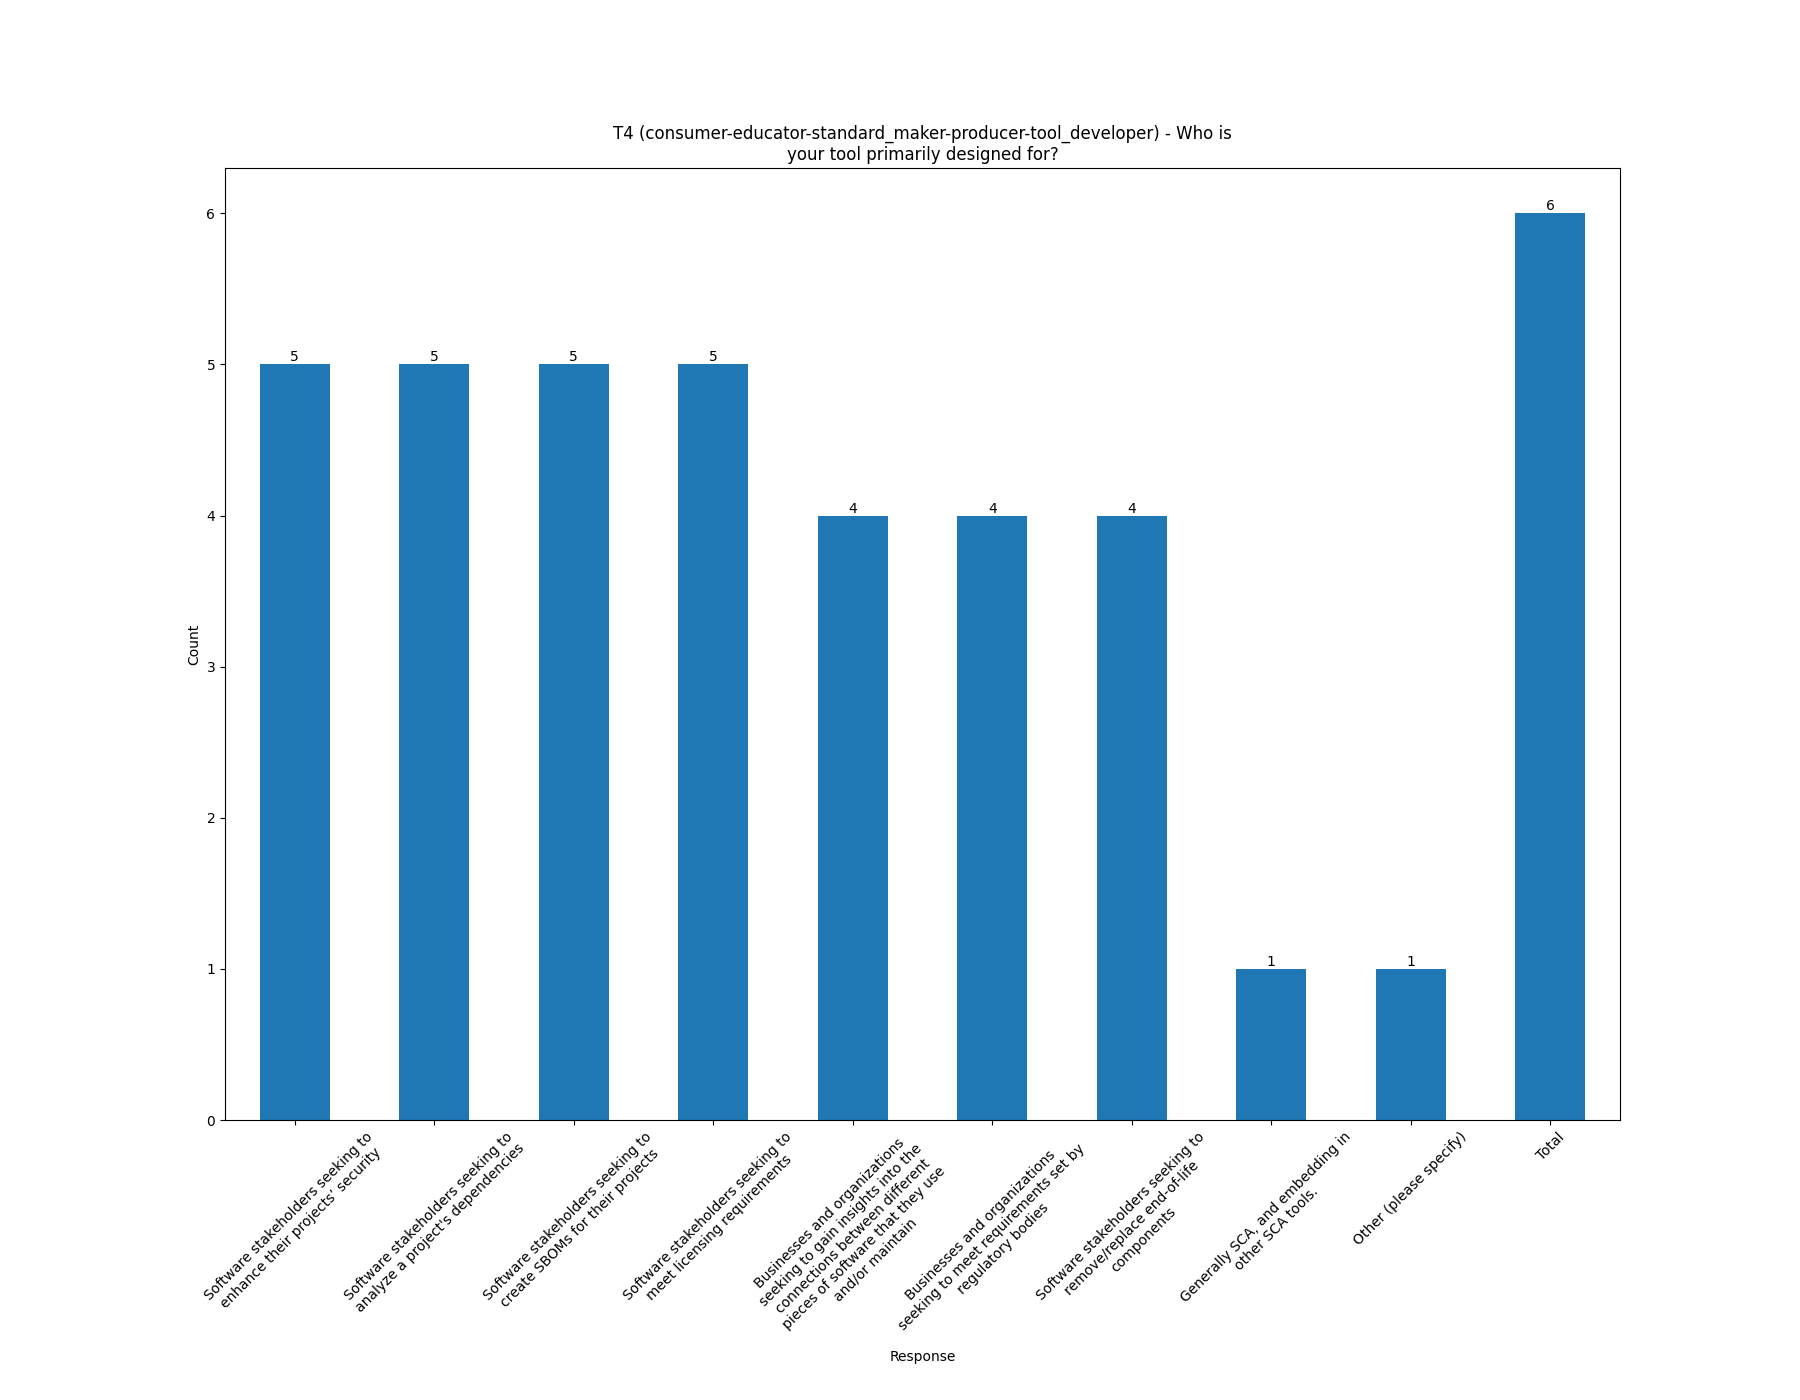 T4 (consumer-educator-standard_maker-producer-tool_developer) - Who is
your tool primarily designed for?
Count
6
5
4
3
2
1
0
5
5
5
5
4
4
4
1
1
6
Software stakeholders seeking to
enhance their projects' security
Software stakeholders seeking to
analyze a project's dependencies
Software stakeholders seeking to
create SBOMs for their projects
Software stakeholders seeking to
meet licensing requirements
Businesses and organizations
seeking to gain insights into the
connections between different
pieces of software that they use
and/or maintain
Businesses and organizations
seeking to meet requirements set by
regulatory bodies
Software stakeholders seeking to
remove/replace end-of-life
components
Generally SCA, and embedding in
other SCA tools.
Other (please specify)
Total
Response